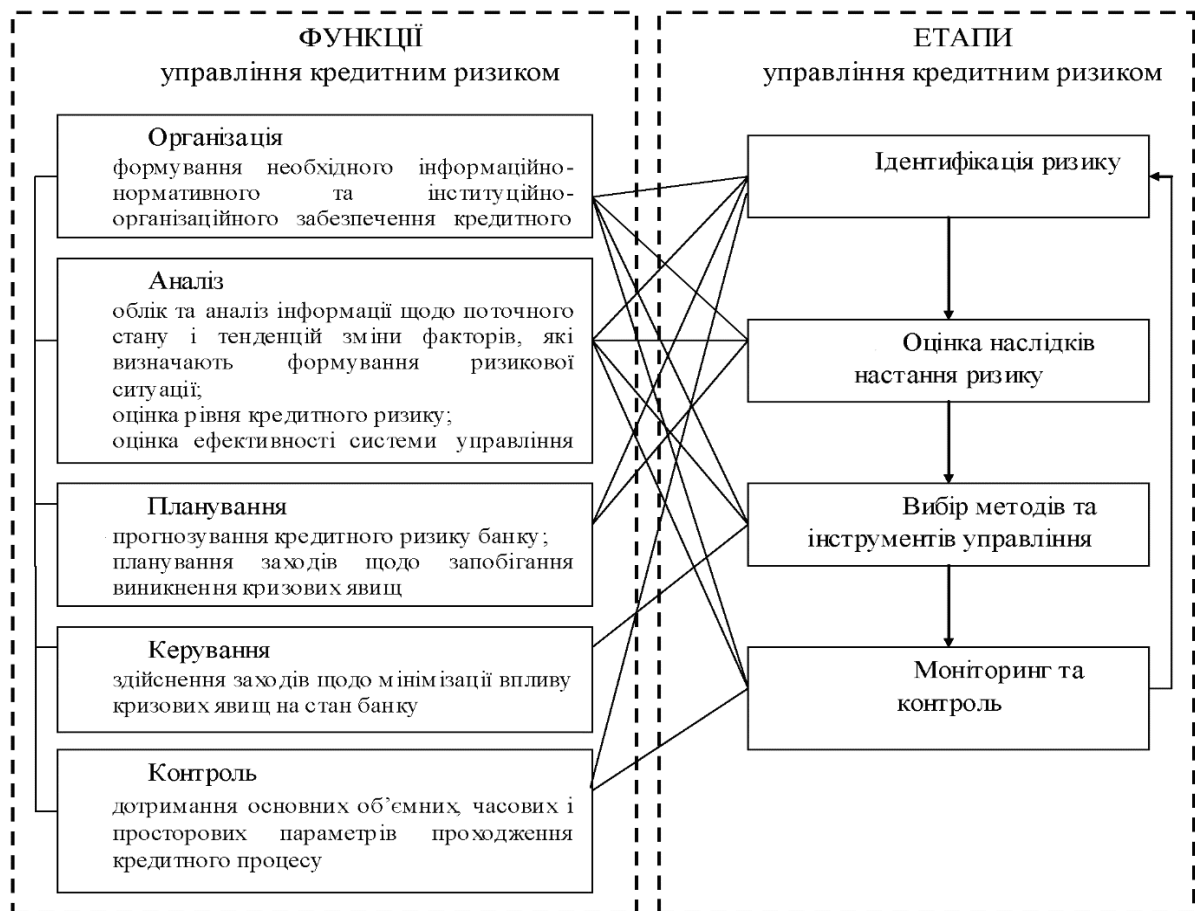 ФУНКЦІЇ
управління кредитним ризиком
Організація
формування необхідного інформаційно-
нормативного та інституційно-
організаційного забезпечення кредитного
Аналіз
облік та аналіз інформації щодо поточного
стану і тенденцій зміни факторів, які
визначають формування ризикової
ситуації;
оцінка рівня кредитного ризику;
оцінка ефективності системи управління
Планування
прогнозування кредитного ризику банку;
планування заходів щодо запобігання
виникнення кризових явищ
Керування
здійснення заходів щодо мінімізації впливу
кризових явищ на стан банку
Контроль
дотримання основних об’ємних, часових і
просторових параметрів проходження
кредитного процесу
ЕТАПИ
управління кредитним ризиком
Ідентифікація ризику
Оцінка наслідків
настання ризику
Вибір методів та
інструментів управління
Моніторинг та
контроль